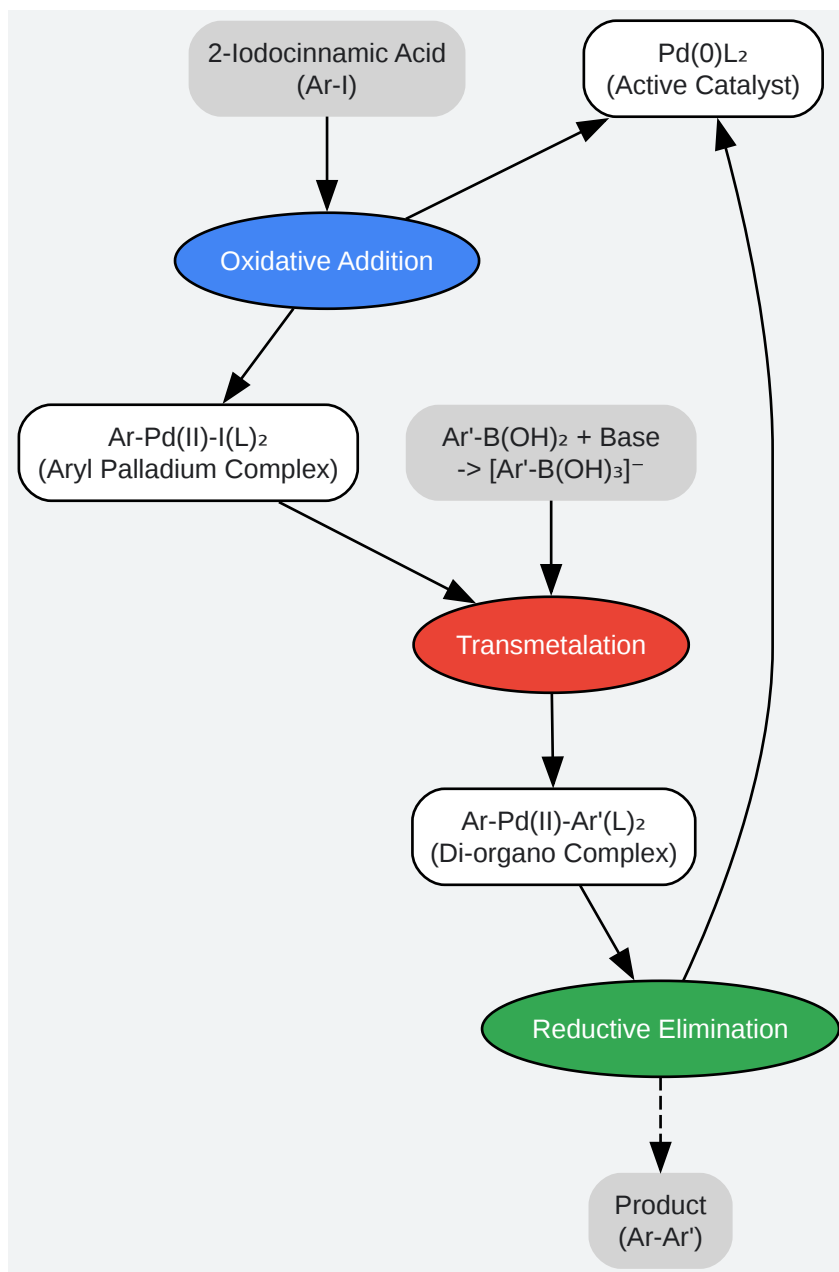 2-Iodocinnamic Acid
(Ar-I)
Pd(0)L₂
(Active Catalyst)
Oxidative Addition
Ar-Pd(II)-I(L)₂
(Aryl Palladium Complex)
Ar'-B(OH)₂ + Base
-> [Ar'-B(OH)₃]⁻
Transmetalation
Ar-Pd(II)-Ar'(L)₂
(Di-organo Complex)
Reductive Elimination
Product
(Ar-Ar')